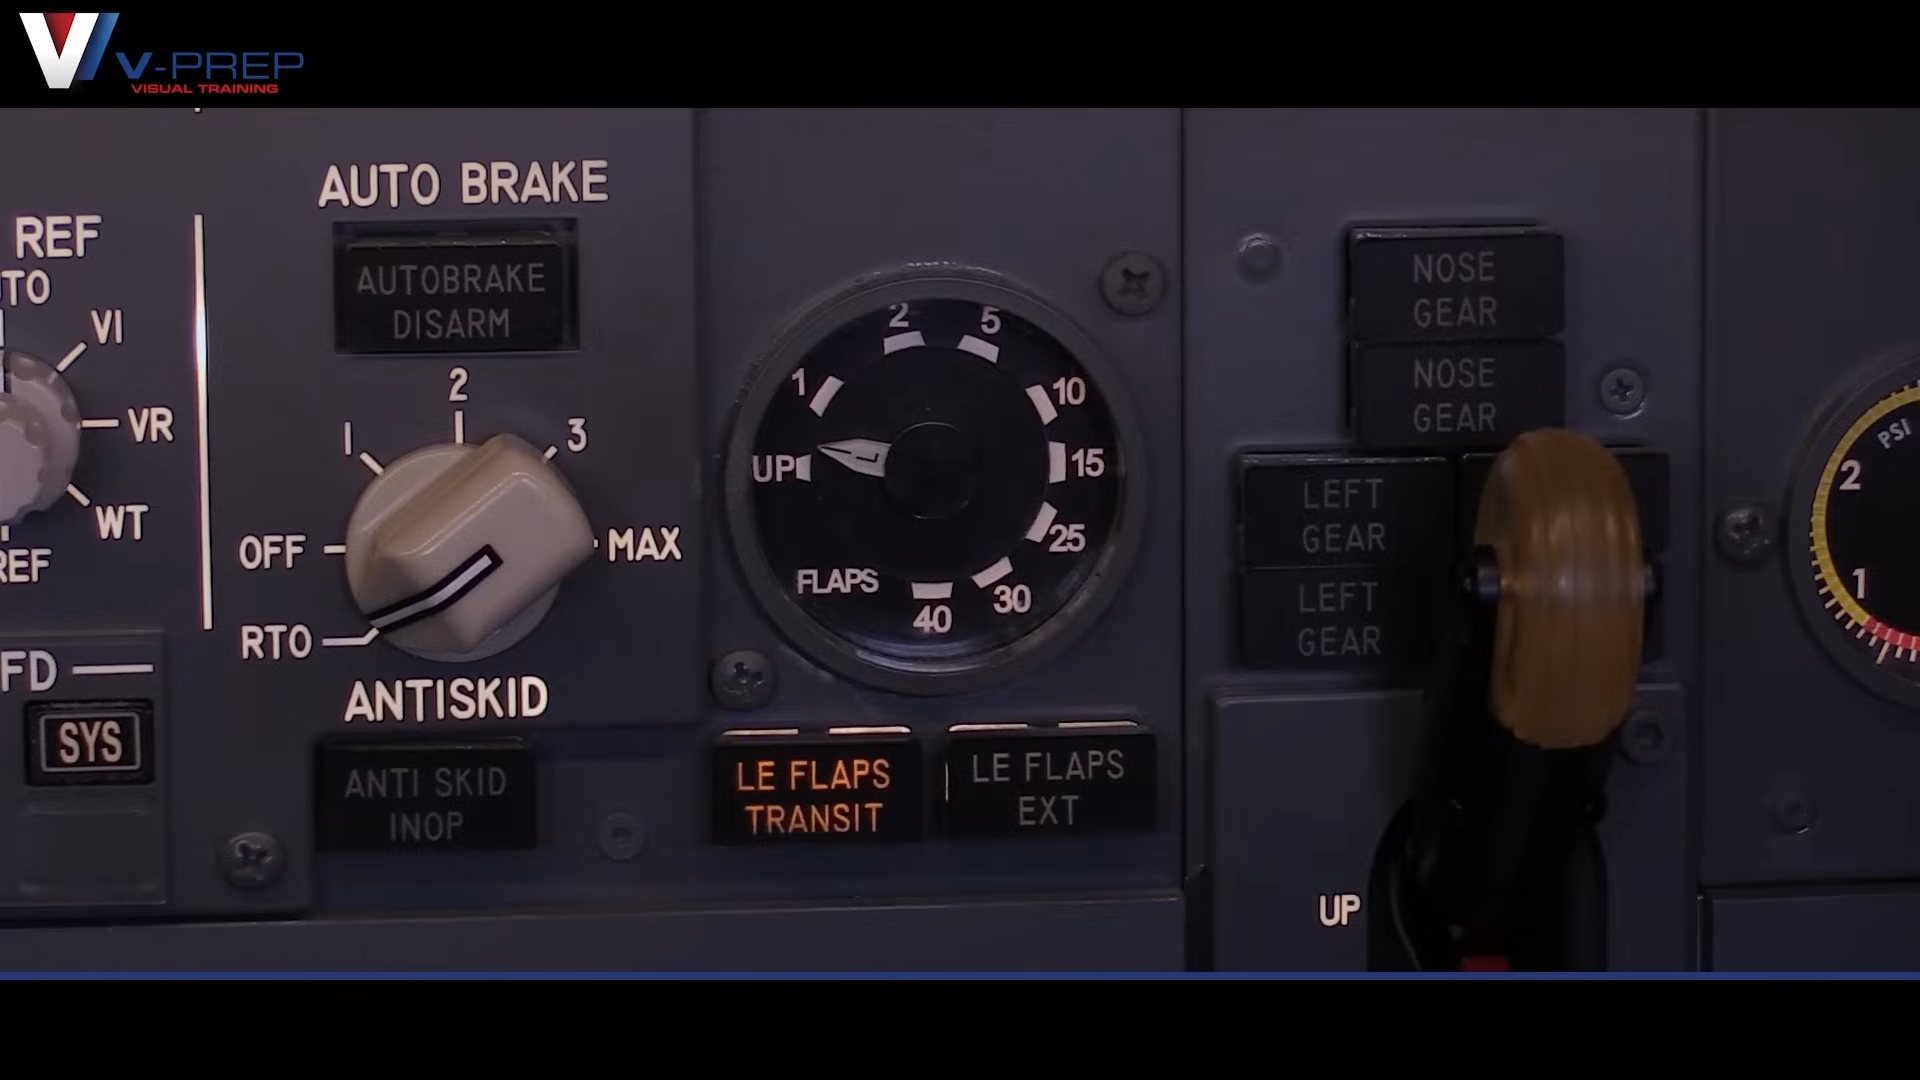 V-PREP
VISUAL TRAINING
AUTO BRAKE
REF
UTO
VI
VR
WT
REF
AUTOBRAKE
DISARM
1
2
3
OFF
MAX
RTO
ANTISKID
ANTI SKID
INOP
FD
SYS
2
5
1
10
UP
15
25
FLAPS
30
40
L
LE FLAPS
TRANSIT
LE FLAPS
EXT
NOSE
GEAR
NOSE
GEAR
LEFT
GEAR
LEFT
GEAR
UP
PSI
2
1